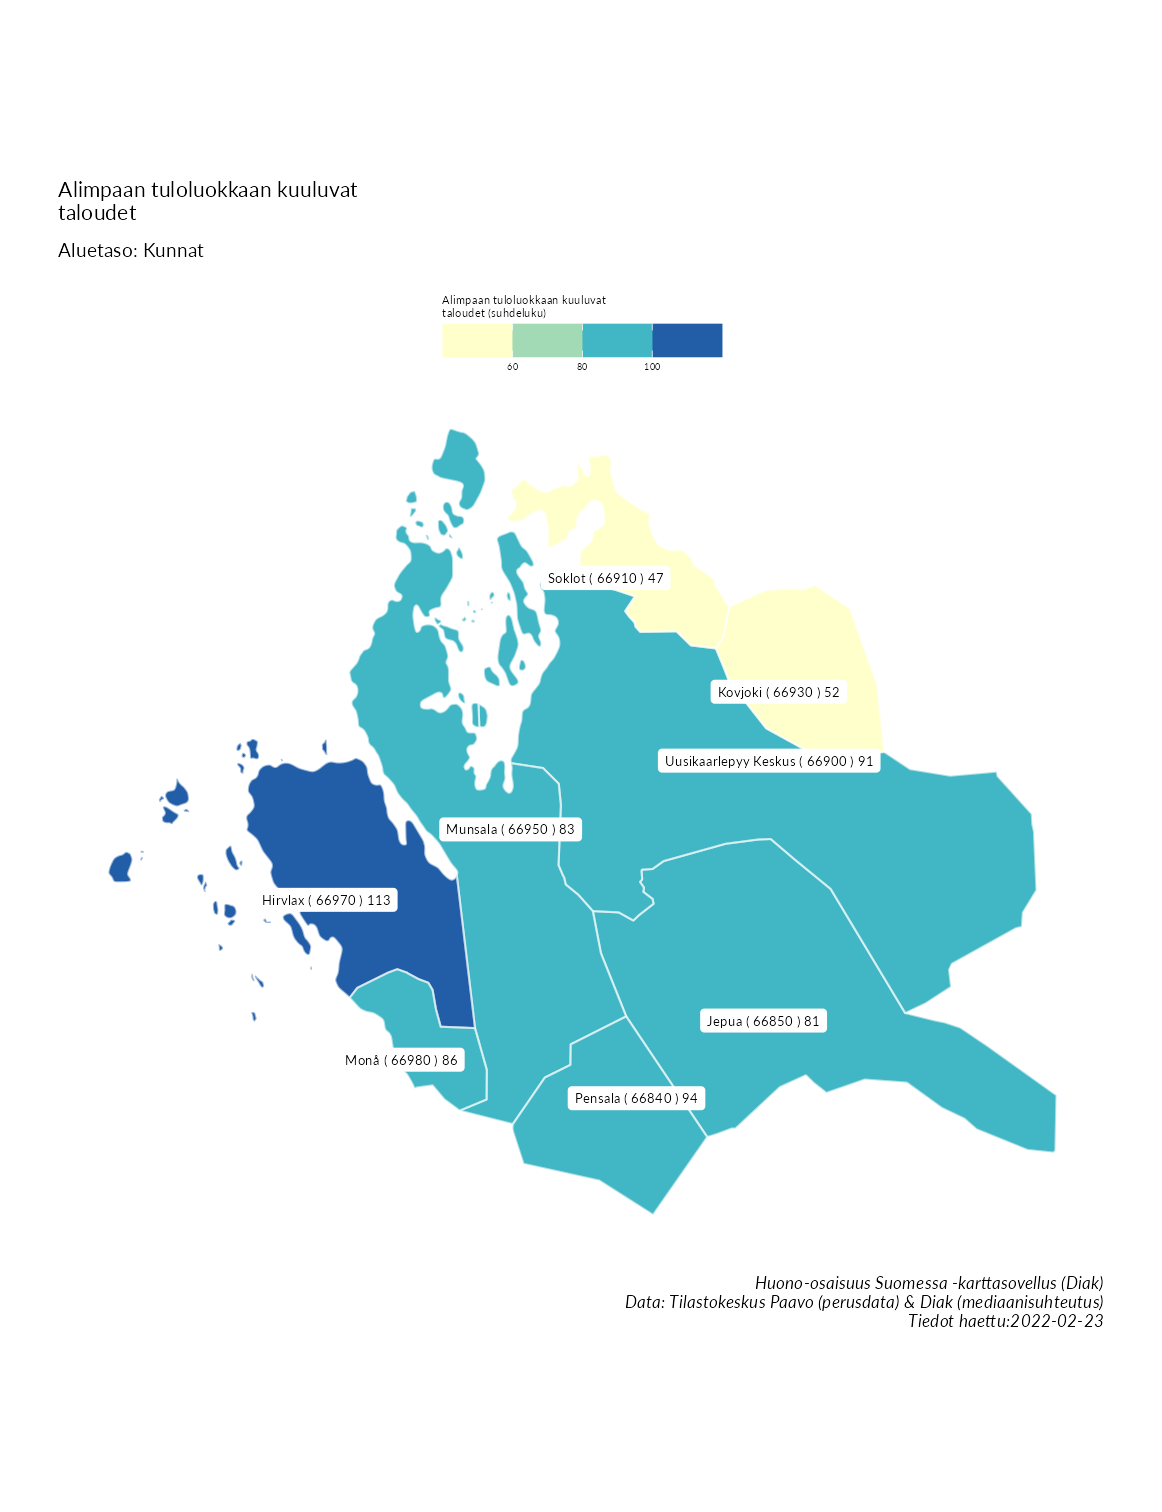 Alimpaan tuloluokkaan kuuluvat
taloudet
Aluetaso: Kunnat
Alimpaan tuloluokkaan kuuluvat
taloudet (suhdeluku)
60 80 100
Soklot ( 66910 ) 47
Kovjoki ( 66930 ) 52
Uusikaarlepyy Keskus ( 66900 ) 91
Munsala ( 66950 ) 83
Hirvlax ( 66970 ) 113
Jepua ( 66850 ) 81
Monå ( 66980 ) 86
Pensala ( 66840 ) 94
Huono-osaisuus Suomessa -karttasovellus (Diak)
Data: Tilastokeskus Paavo (perusdata) & Diak (mediaanisuhteutus)
Tiedot haettu:2022-02-23